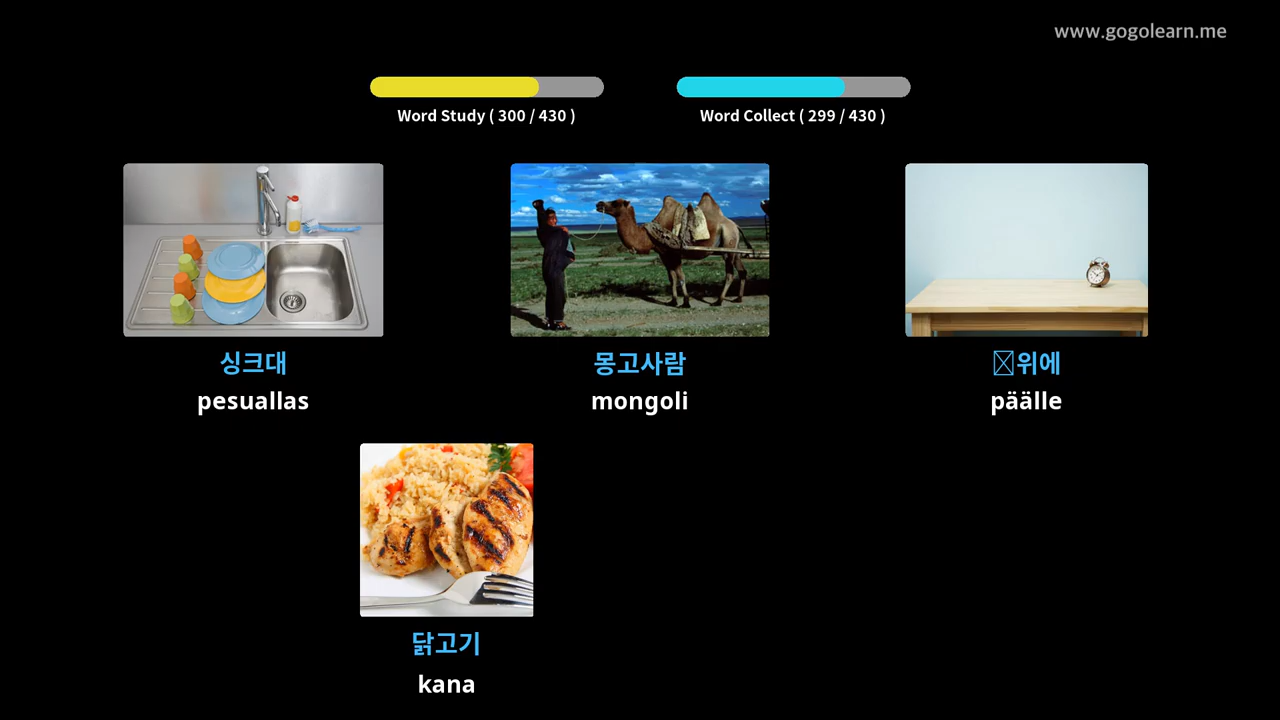 www.gogolearn.me
Word Study ( 300 / 430 )
Word Collect ( 299 / 430 )
싱크대
몽고사람
위에
pesuallas
mongoli
päälle
닭고기
kana